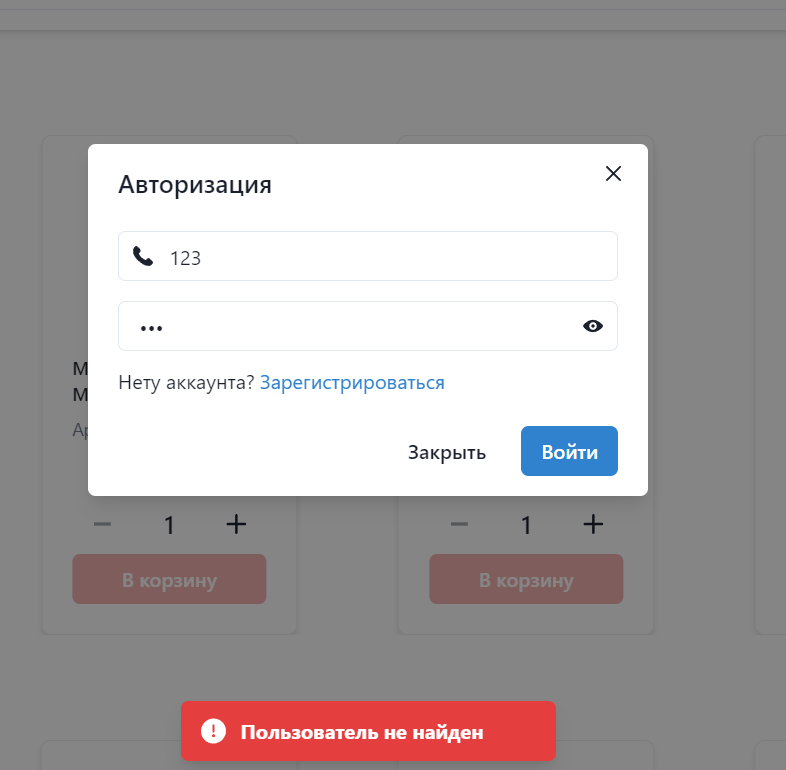 Авторизация
123
•••
Нету аккаунта? Зарегистрироваться
Закрыть Войти
1 1
В корзину В корзину
Пользователь не найден